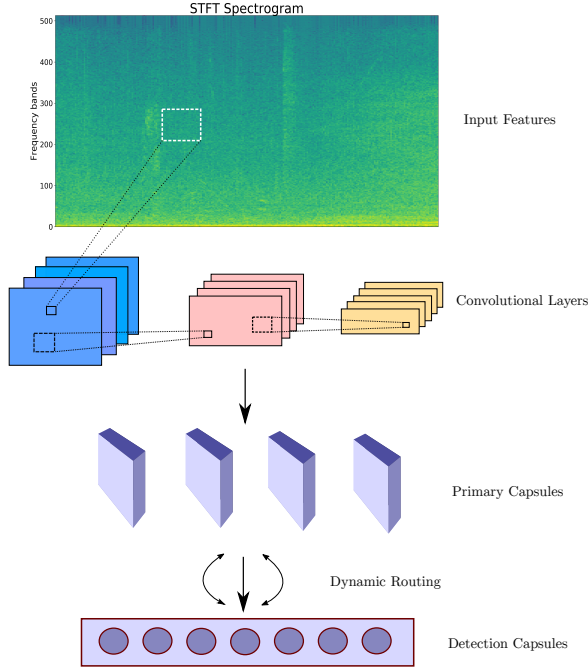 STFT Spectrogram
500
400
300
200
100
0
Frequency bands
Input Features
Convolutional Layers
Primary Capsules
Dynamic Routing
Detection Capsules